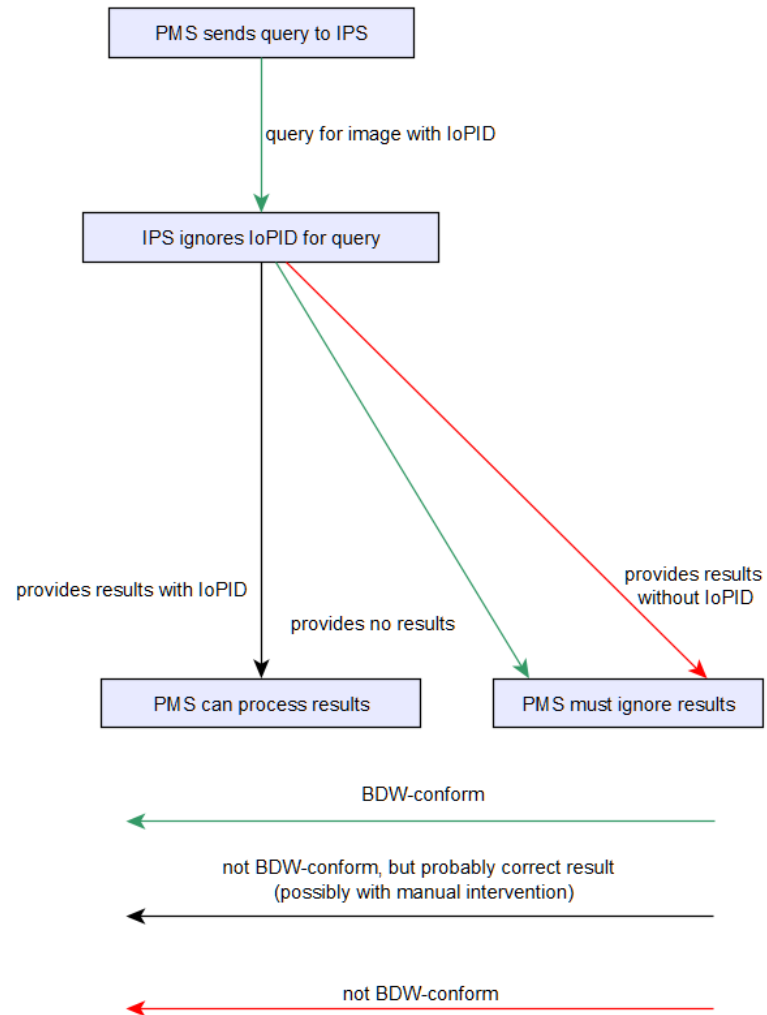 PMS sends query to IPS
query for image with IoPID
IPS ignores IoPID for query
provides results with IoPID
provides no results
provides results
without IoPID
PMS can process results
PMS must ignore results
BDW-conform
not BDW-conform, but probably correct result
(possibly with manual intervention)
not BDW-conform